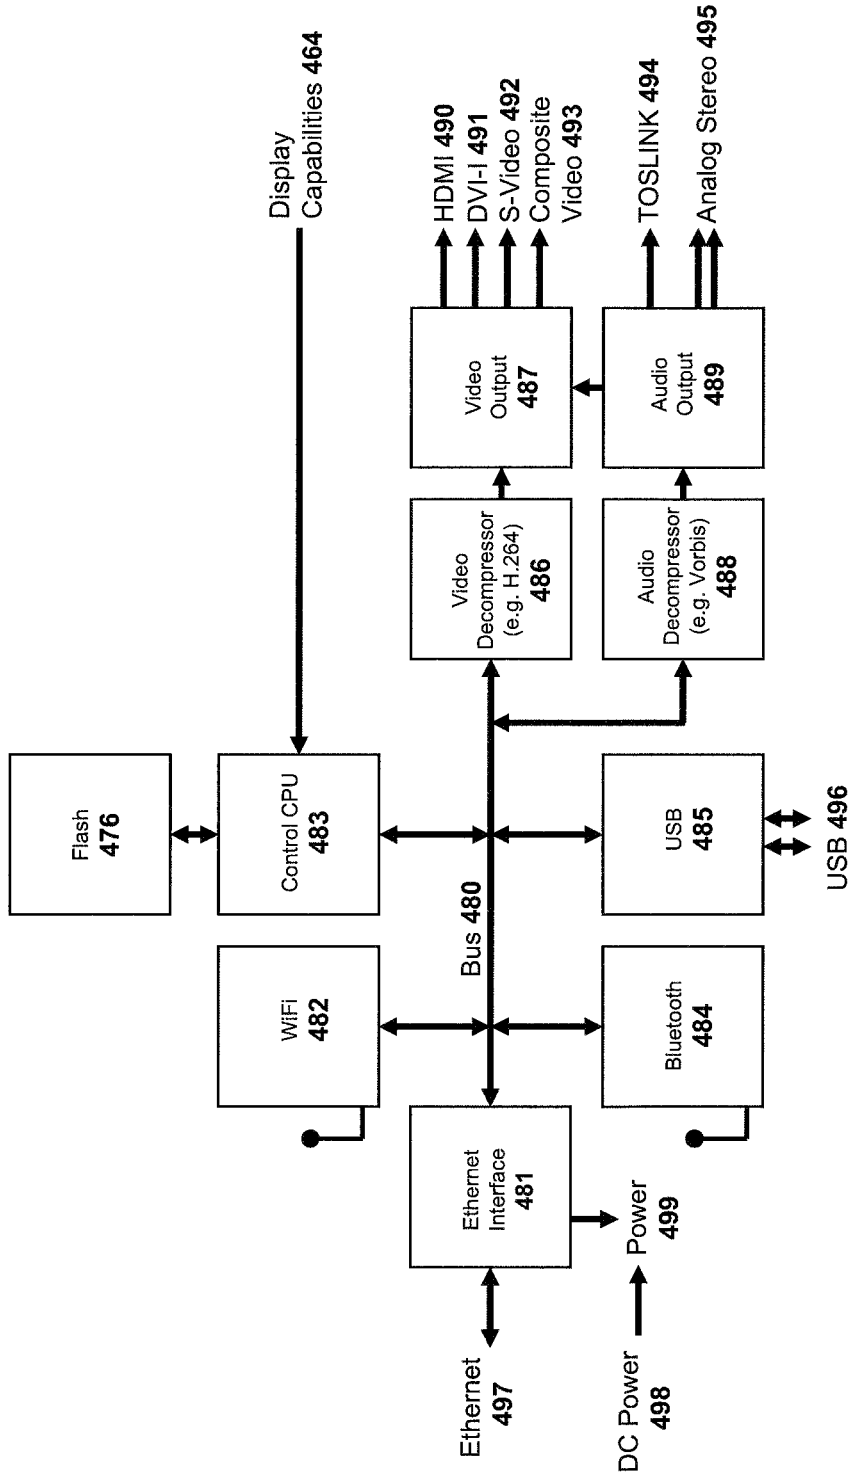 Ethernet
497
DC Power
498
Power
499
Ethernet
Interface
481
WiFi
482
Bluetooth
484
Bus 480
Flash
476
Control CPU
483
USB
485
USB 496
Video
Decompressor
(e.g. H.264)
486
Audio
Decompressor
(e.g. Vorbis)
488
Video
Output
487
Audio
Output
489
Display
Capabilities 464
HDMI 490
DVI-I 491
S-Video 492
Composite
Video 493
TOSLINK 494
Analog Stereo 495